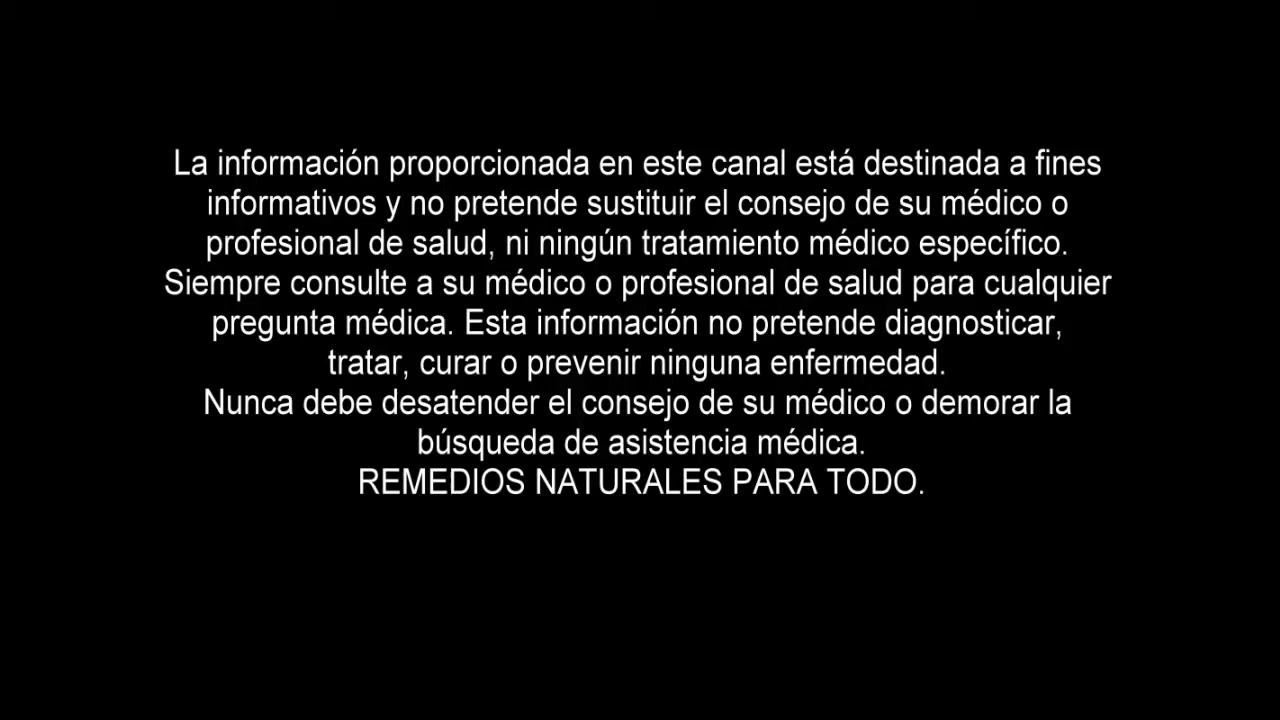 La información proporcionada en este canal está destinada a fines
informativos y no pretende sustituir el consejo de su médico o
profesional de salud, ni ningún tratamiento médico específico.
Siempre consulte a su médico o profesional de salud para cualquier
pregunta médica. Esta información no pretende diagnosticar,
tratar, curar o prevenir ninguna enfermedad.
Nunca debe desatender el consejo de su médico o demorar la
búsqueda de asistencia médica.
REMEDIOS NATURALES PARA TODO.